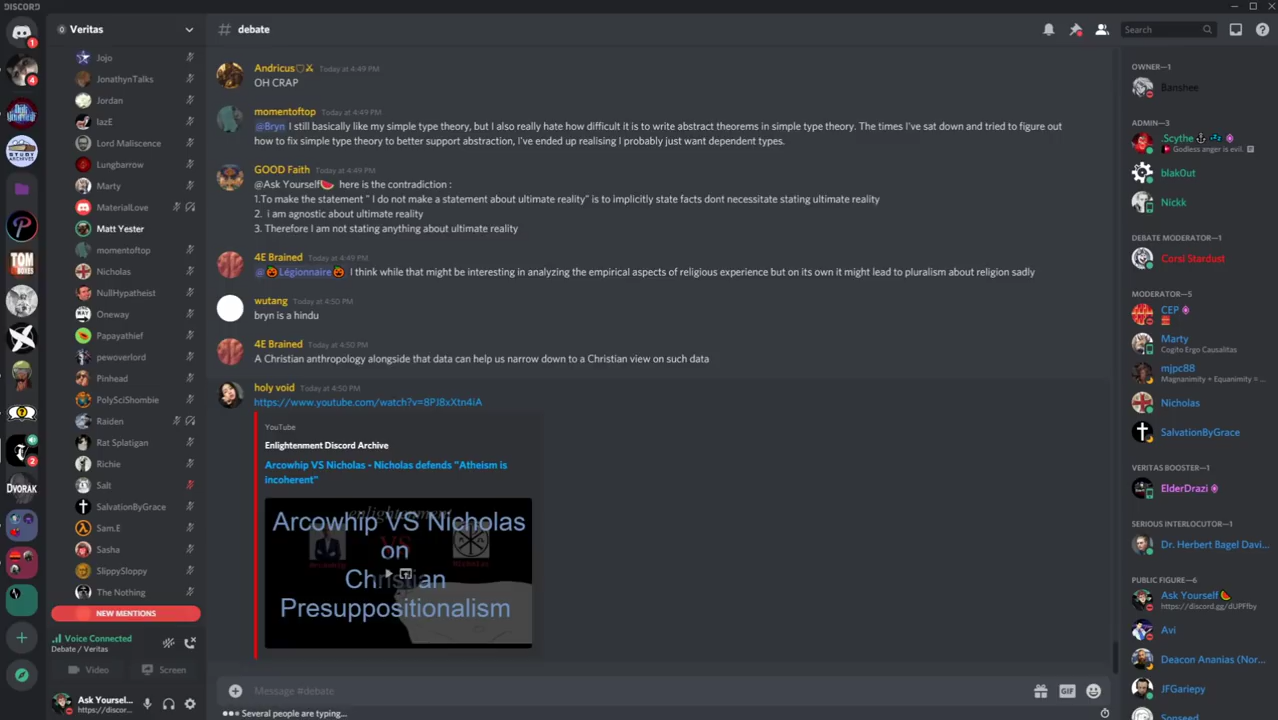 DISCORD
Veritas
# debate
Search
Jojo
JonathynTalks
Jordan
lazE
Lord Maliscence
Lungbarrow
Marty
MaterialLove
Matt Yester
momentoftop
Nicholas
NullHypatheist
Oneway
Papayathief
pewoverlord
Pinhead
PolySciShombie
Raiden
Rat Splatigan
Richie
Salt
SalvationByGrace
Sam.E
Sasha
SlippySloppy
The Nothing
NEW MENTIONS
Voice Connected
Debate / Veritas
Video
Screen
Ask Yoursel...
https://discor...
1
4
2
TOM
BOXES
DVORAK
Andricus Today at 4:49 PM
OH CRAP
momentoftop Today at 4:49 PM
@Bryn I still basically like my simple type theory, but I also really hate how difficult it is to write abstract theorems in simple type theory. The times I've sat down and tried to figure out
how to fix simple type theory to better support abstraction, I've ended up realising I probably just want dependent types.
GOOD Faith Today at 4:49 PM
@Ask Yourself🍉 here is the contradiction :
1.To make the statement " I do not make a statement about ultimate reality" is to implicitly state facts dont necessitate stating ultimate reality
2. i am agnostic about ultimate reality
3. Therefore I am not stating anything about ultimate reality
4E Brained Today at 4:49 PM
@🎃Légionnaire🎃 I think while that might be interesting in analyzing the empirical aspects of religious experience but on its own it might lead to pluralism about religion sadly
wutang Today at 4:50 PM
bryn is a hindu
4E Brained Today at 4:50 PM
A Christian anthropology alongside that data can help us narrow down to a Christian view on such data
holy void Today at 4:50 PM
https://www.youtube.com/watch?v=8PJ8xXtn4iA
YouTube
Enlightenment Discord Archive
Arcowhip VS Nicholas - Nicholas defends "Atheism is
incoherent"
enlightenment
Arcowhip VS Nicholas
on
Christian
Presuppositionalism
VS
Message #debate
GIF
Several people are typing...
OWNER—1
Banshee
ADMIN—3
.Scythe
Godless anger is evil.
blak0ut
Nickk
DEBATE MODERATOR—1
Corsl Stardust
MODERATOR—5
CEP
Marty
Cogito Ergo Causalitas
mjpc88
Magnanimity + Equanimity = ...
Nicholas
SalvationByGrace
VERITAS BOOSTER—1
ElderDrazi
SERIOUS INTERLOCUTOR—1
Dr. Herbert Bagel Davi...
PUBLIC FIGURE—6
Ask Yourself 🍉
https://discord.gg/dUPFfby
Avi
Deacon Ananias (Nor...
JFGariepy
Sonseed